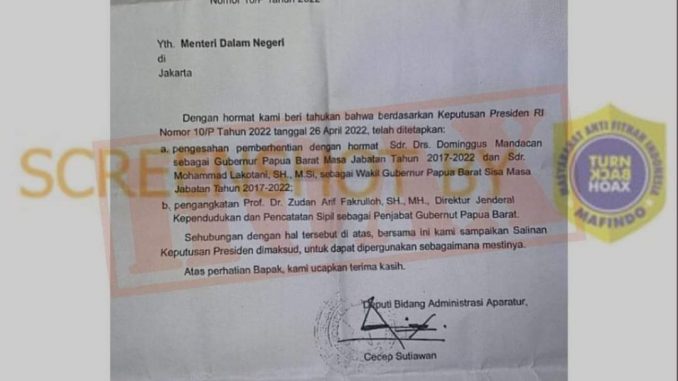 Nomor 10/P Tahun 2022
Yth. Menteri Dalam Negeri
di
Jakarta
Dengan hormat kami beri tahukan bahwa berdasarkan Keputusan Presiden RI
Nomor 10/P Tahun 2022 tanggal 26 April 2022, telah ditetapkan:
a. pengesahan pemberhentian dengan hormat Sdr. Drs. Dominggus Mandacan
sebagai Gubernur Papua Barat Masa Jabatan Tahun 2017-2022 dan Sdr.
Mohammad Lakotani, SH., M.Si, sebagai Wakil Gubernur Papua Barat Sisa Masa
Jabatan Tahun 2017-2022;
b. pengangkatan Prof. Dr. Zudan Arif Fakrulloh, SH., MH., Direktur Jenderal
Kependudukan dan Pencatatan Sipil sebagai Penjabat Gubernut Papua Barat.
Sehubungan dengan hal tersebut di atas, bersama ini kami sampaikan Salinan
Keputusan Presiden dimaksud, untuk dapat dipergunakan sebagaimana mestinya.
Atas perhatian Bapak, kami ucapkan terima kasih.
Deputi Bidang Administrasi Aparatur,
Cecep Sutiawan
SCREENSHOT BY
MASYARAKAT ANTI FITNAH INDONESIA
TURN
BACK
HOAX
MAFINDO